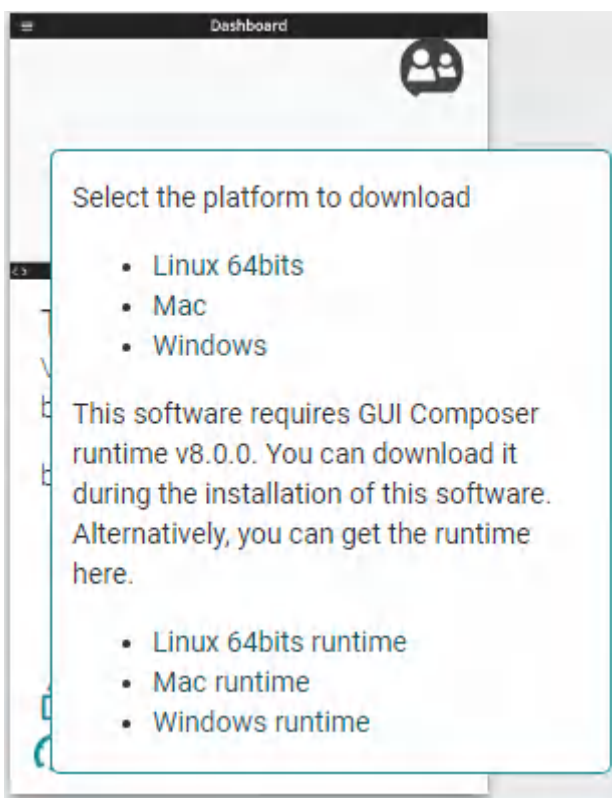 Dashboard
Select the platform to download
Linux 64bits
Mac
Windows
This software requires GUI Composer
runtime v8.0.0. You can download it
during the installation of this software.
Alternatively, you can get the runtime
here.
Linux 64bits runtime
Mac runtime
Windows runtime